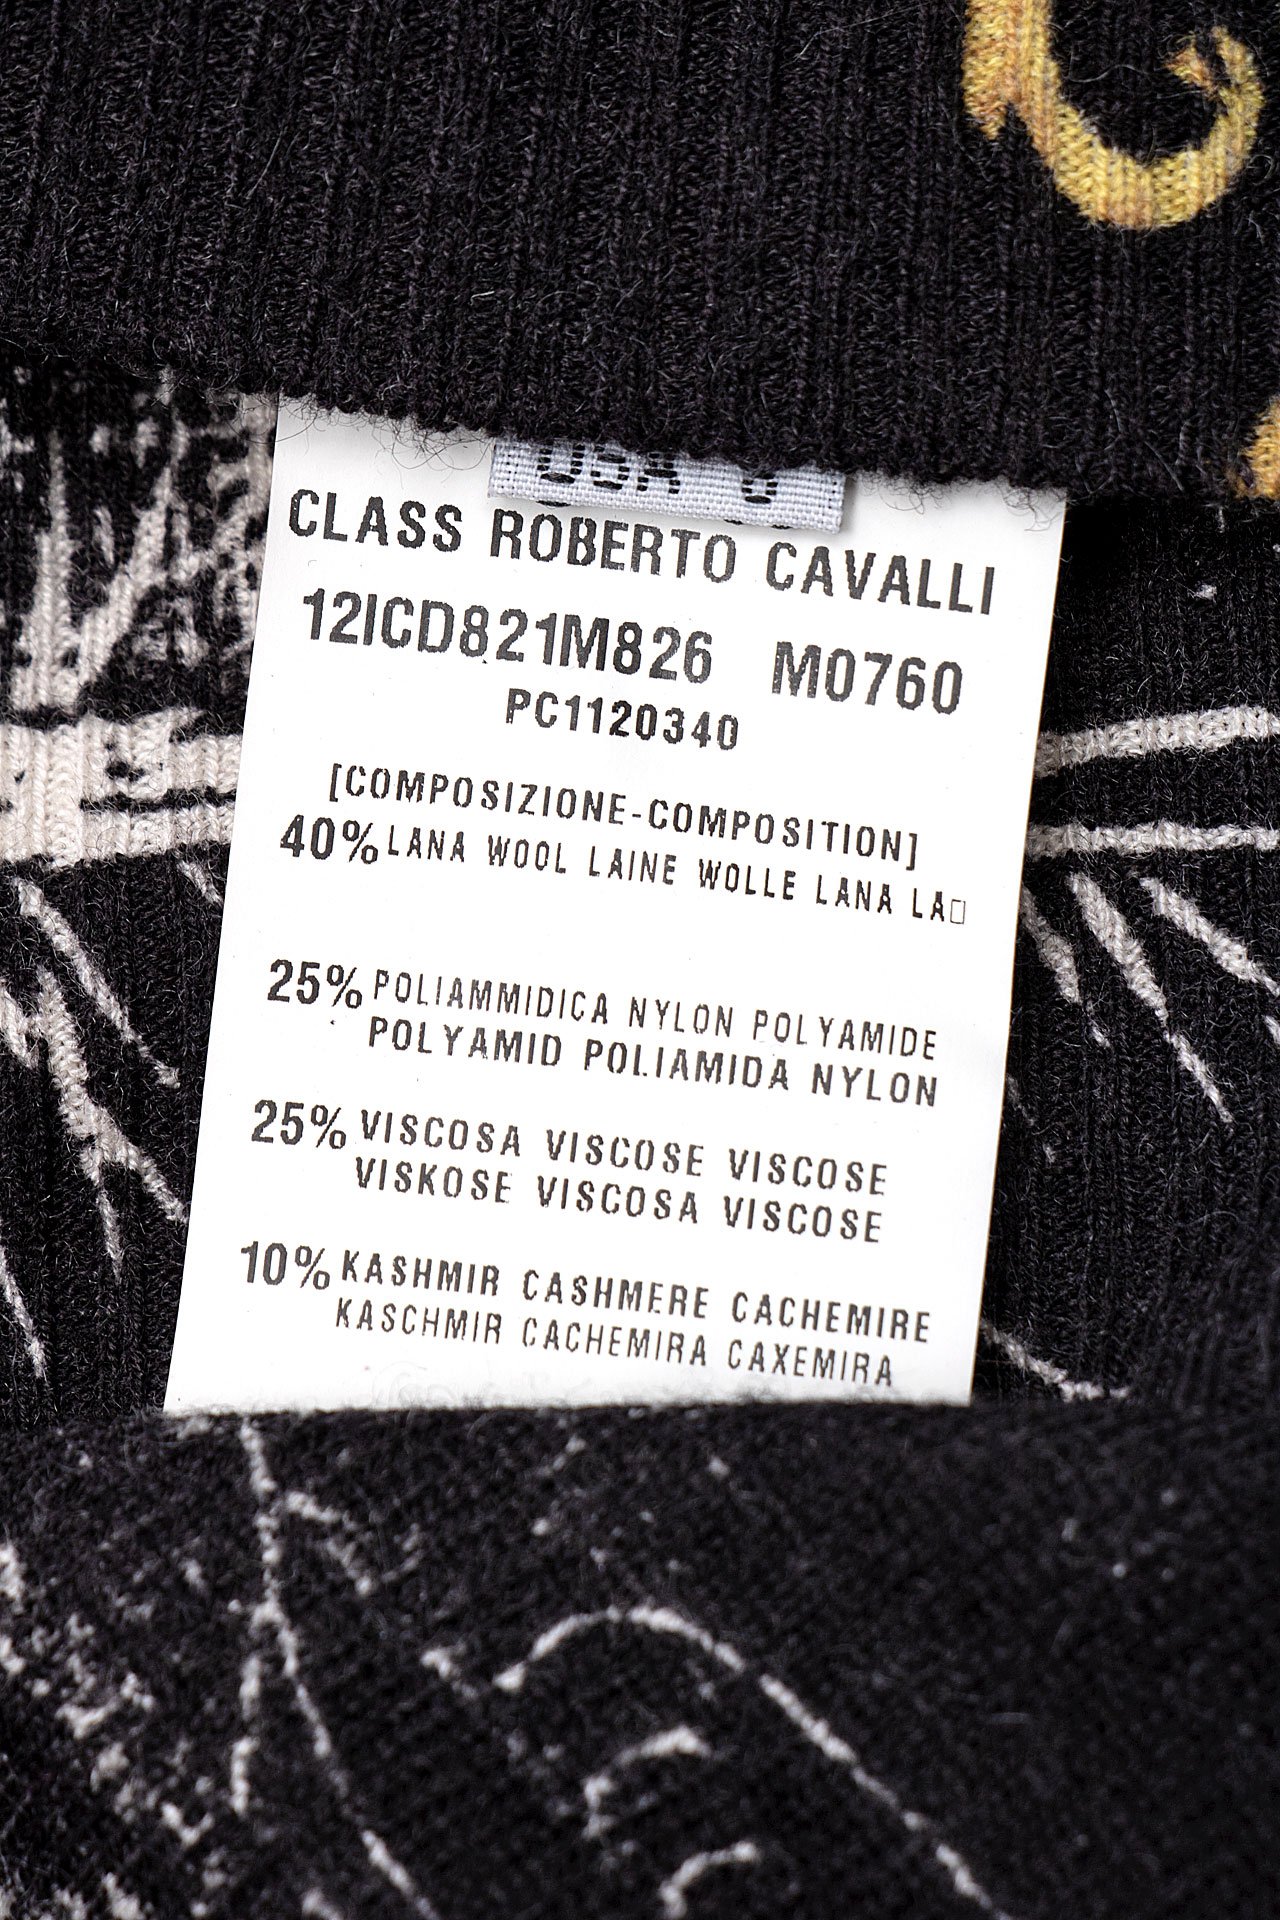 USA
CLASS ROBERTO CAVALLI
12ICD821M826 M0760
PC1120340
[COMPOSIZIONE-COMPOSITION]
40% LANA WOOL LAINE WOLLE LANA LA□
25% POLIAMMIDICA NYLON POLYAMIDE
POLYAMID POLIAMIDA NYLON
25% VISCOSA VISCOSE VISCOSE
VISKOSE VISCOSA VISCOSE
10% KASHMIR CASHMERE CACHEMIRE
KASCHMIR CACHEMIRA CAXEMIRA